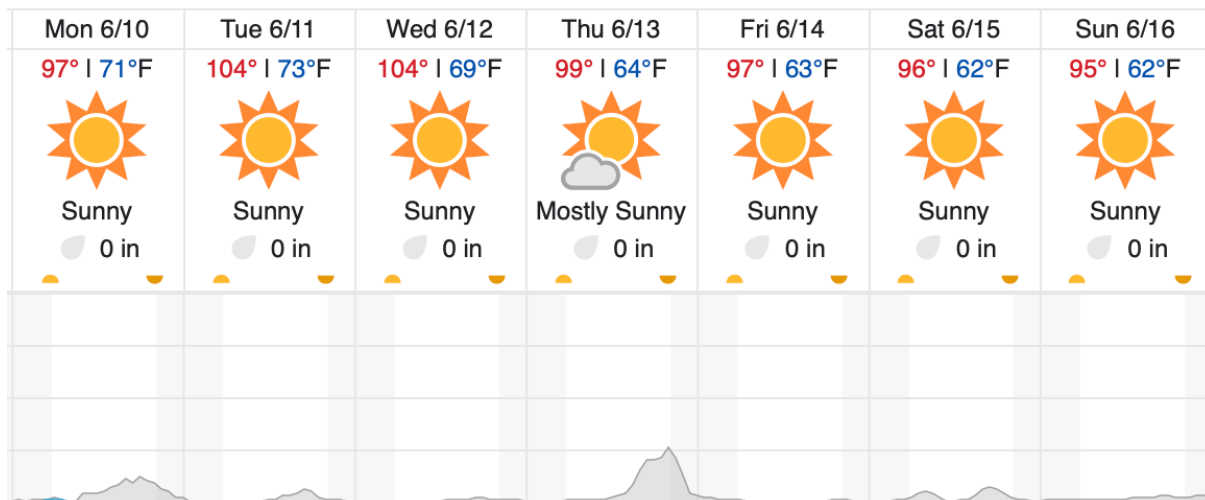 Mon 6/10 Tue 6/11 Wed 6/12 Thu 6/13 Fri 6/14 Sat 6/15 Sun 6/16
97° | 71°F 104° | 73°F 104° | 69°F 99° | 64°F 97° | 63°F 96° | 62°F 95° | 62°F
Sunny Sunny Sunny Mostly Sunny Sunny Sunny Sunny
0 in 0 in 0 in 0 in 0 in 0 in 0 in